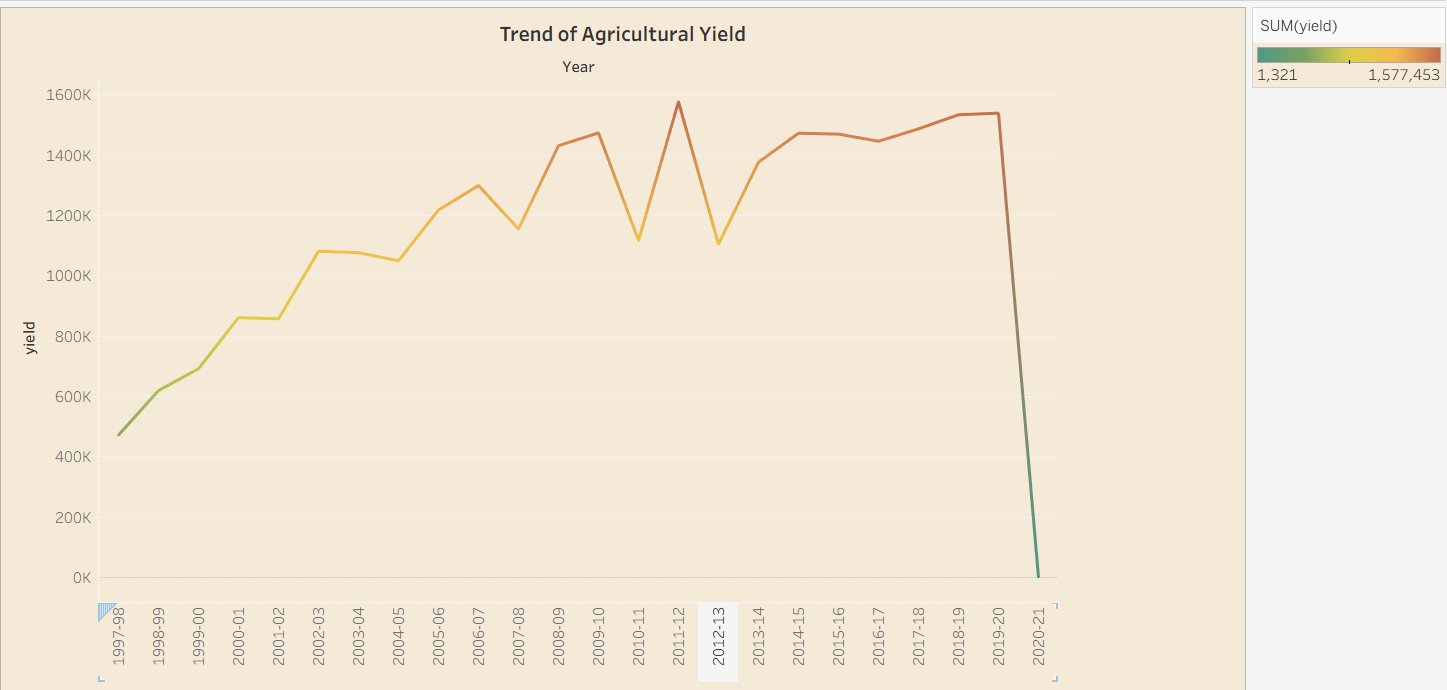 Trend of Agricultural Yield
Year
SUM(yield)
1,321 1,577,453
yield
1600K
1400K
1200K
1000K
800K
600K
400K
200K
0K
1997-98
1998-99
1999-00
2000-01
2001-02
2002-03
2003-04
2004-05
2005-06
2006-07
2007-08
2008-09
2009-10
2010-11
2011-12
2012-13
2013-14
2014-15
2015-16
2016-17
2017-18
2018-19
2019-20
2020-21